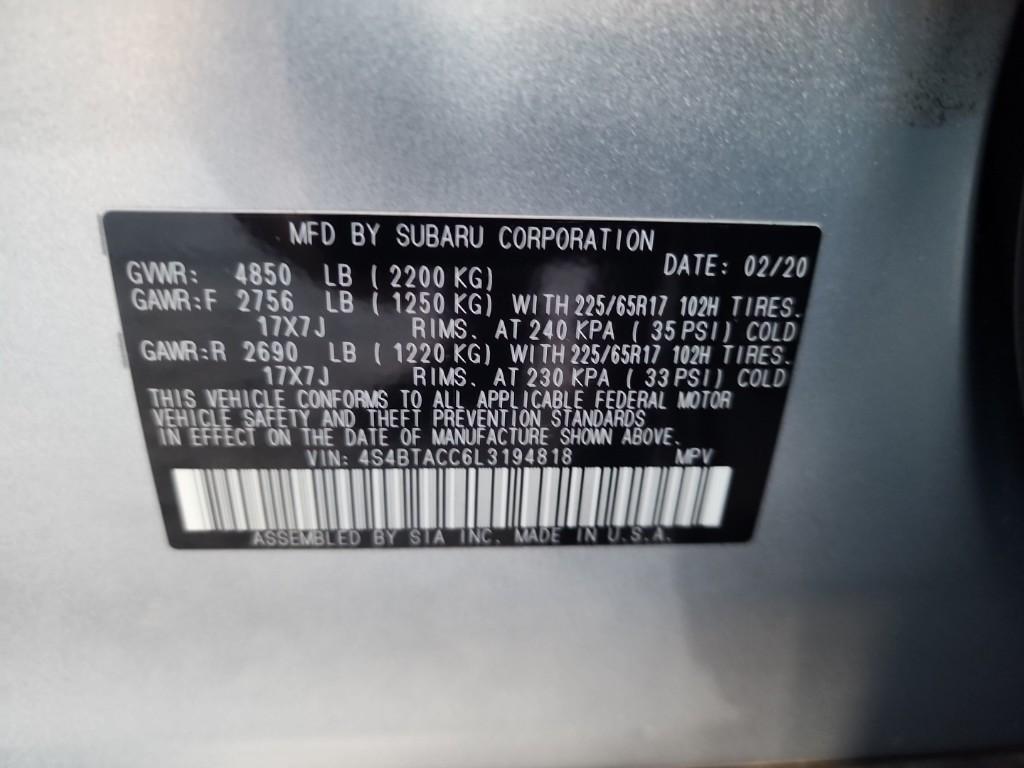 MFD BY SUBARU CORPORATION
DATE: 02/20
GVWR: 4850 LB (2200 KG)
GAWR:F 2756 LB (1250 KG) WITH 225/65R17 102H TIRES.
17X7J RIMS. AT 240 KPA (35 PSI) COLD
GAWR:R 2690 LB (1220 KG) WITH 225/65R17 102H TIRES.
17X7J RIMS. AT 230 KPA (33 PSI) COLD
THIS VEHICLE CONFORMS TO ALL APPLICABLE FEDERAL MOTOR
VEHICLE SAFETY AND THEFT PREVENTION STANDARDS
IN EFFECT ON THE DATE OF MANUFACTURE SHOWN ABOVE.
VIN: 4S4BTACC6L3194818 MPV
ASSEMBLED BY SIA INC. MADE IN U.S.A.